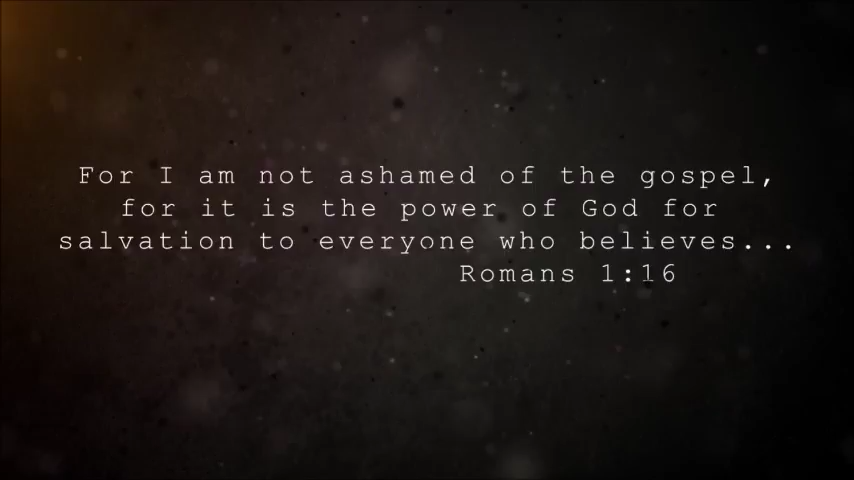 For I am not ashamed of the gospel,
for it is the power of God for
salvation to everyone who believes...
Romans 1:16